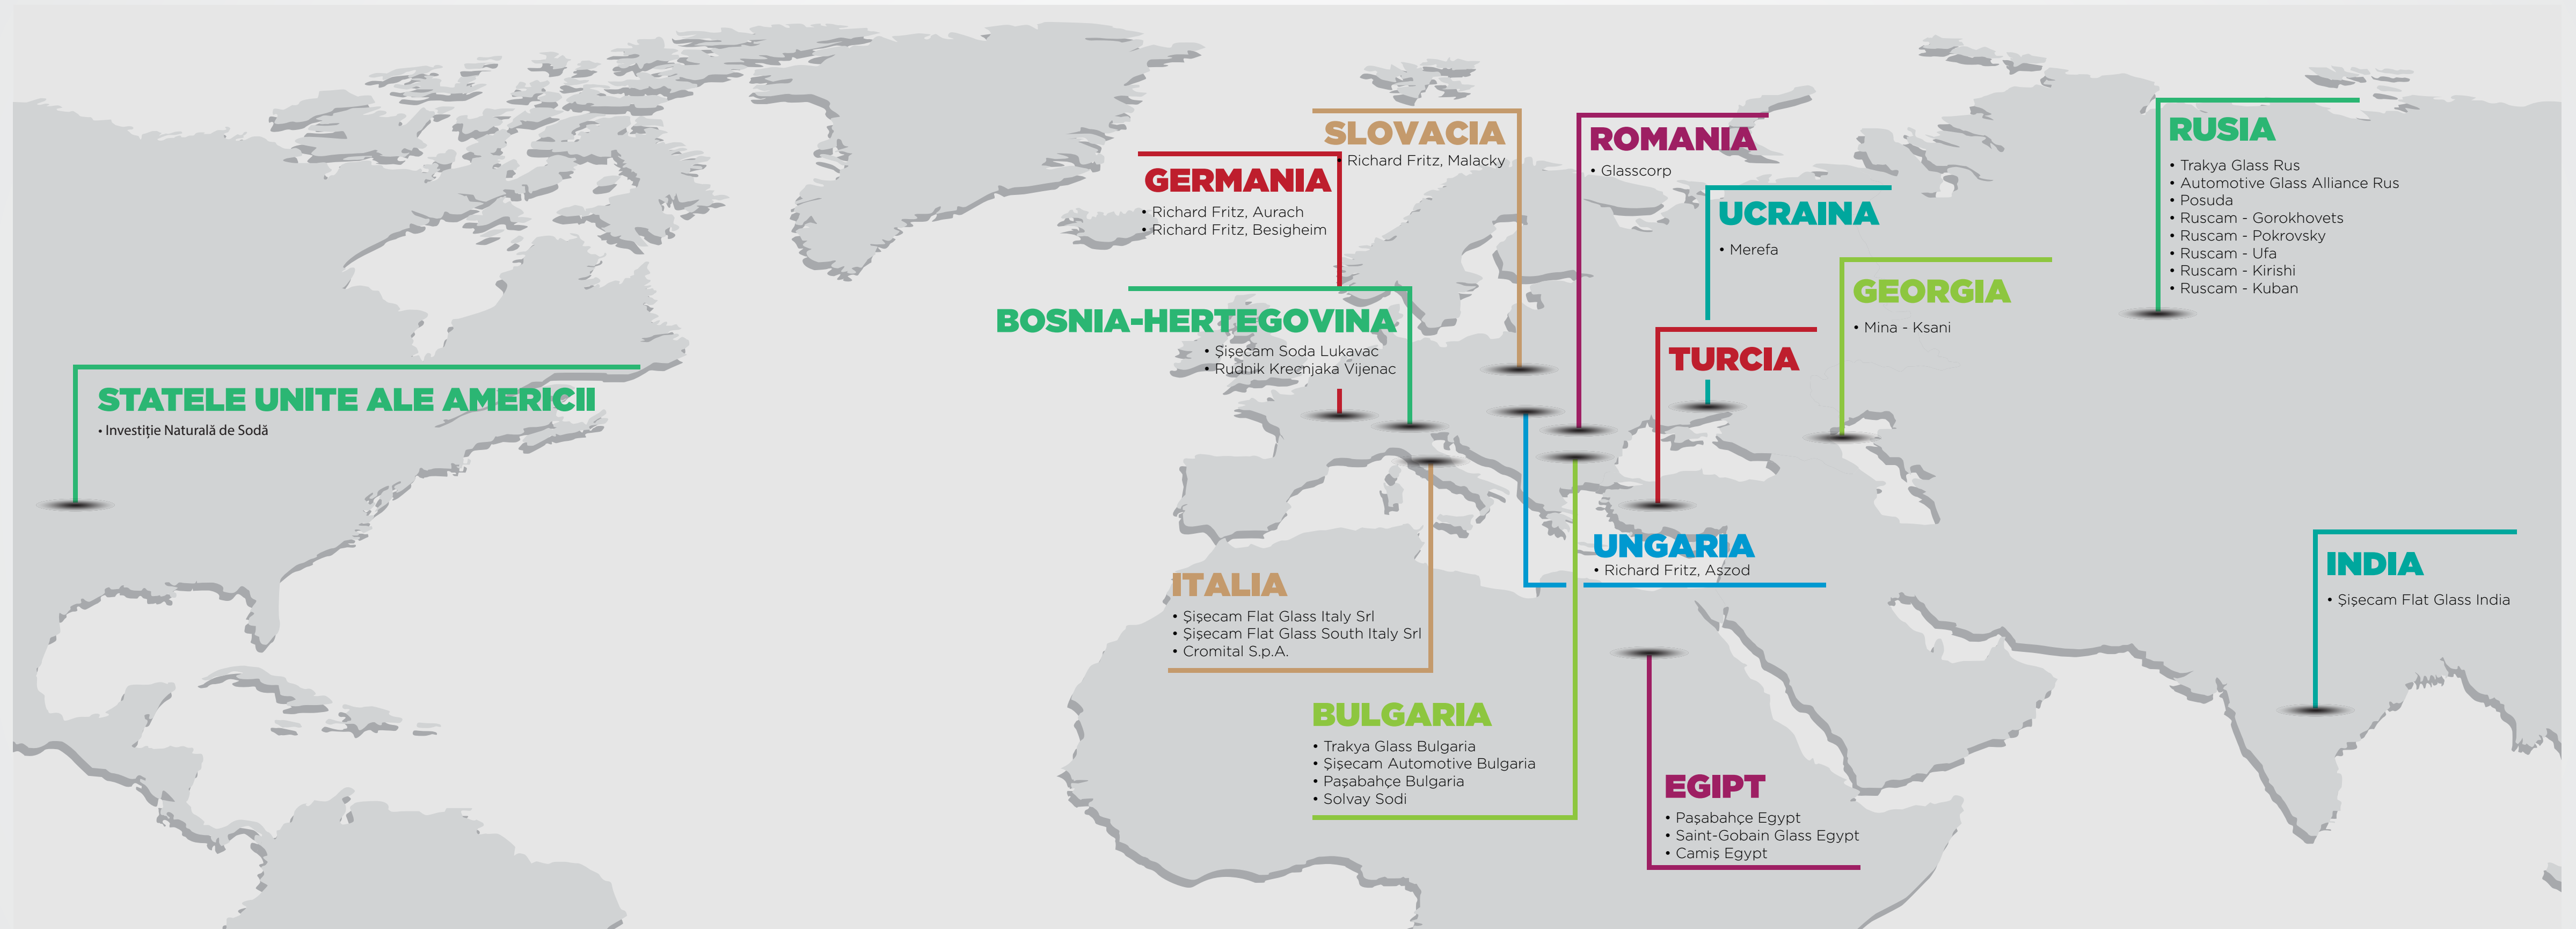 STATELE UNITE ALE AMERICII
• Investiție Naturală de Sodă
GERMANIA
• Richard Fritz, Aurach
• Richard Fritz, Besigheim
SLOVACIA
• Richard Fritz, Malacky
BOSNIA-HERTEGOVINA
• Şişecam Soda Lukavac
• Rudnik Krecnjaka Vijenac
ROMANIA
• Glasscorp
UCRAINA
• Merefa
GEORGIA
• Mina - Ksani
TURCIA
RUSIA
• Trakya Glass Rus
• Automotive Glass Alliance Rus
• Posuda
• Ruscam - Gorokhovets
• Ruscam - Pokrovsky
• Ruscam - Ufa
• Ruscam - Kirishi
• Ruscam - Kuban
UNGARIA
• Richard Fritz, Aszod
ITALIA
• Şişecam Flat Glass Italy Srl
• Şişecam Flat Glass South Italy Srl
• Cromital S.p.A.
BULGARIA
• Trakya Glass Bulgaria
• Şişecam Automotive Bulgaria
• Paşabahçe Bulgaria
• Solvay Sodi
EGIPT
• Paşabahçe Egypt
• Saint-Gobain Glass Egypt
• Camiş Egypt
INDIA
• Şişecam Flat Glass India